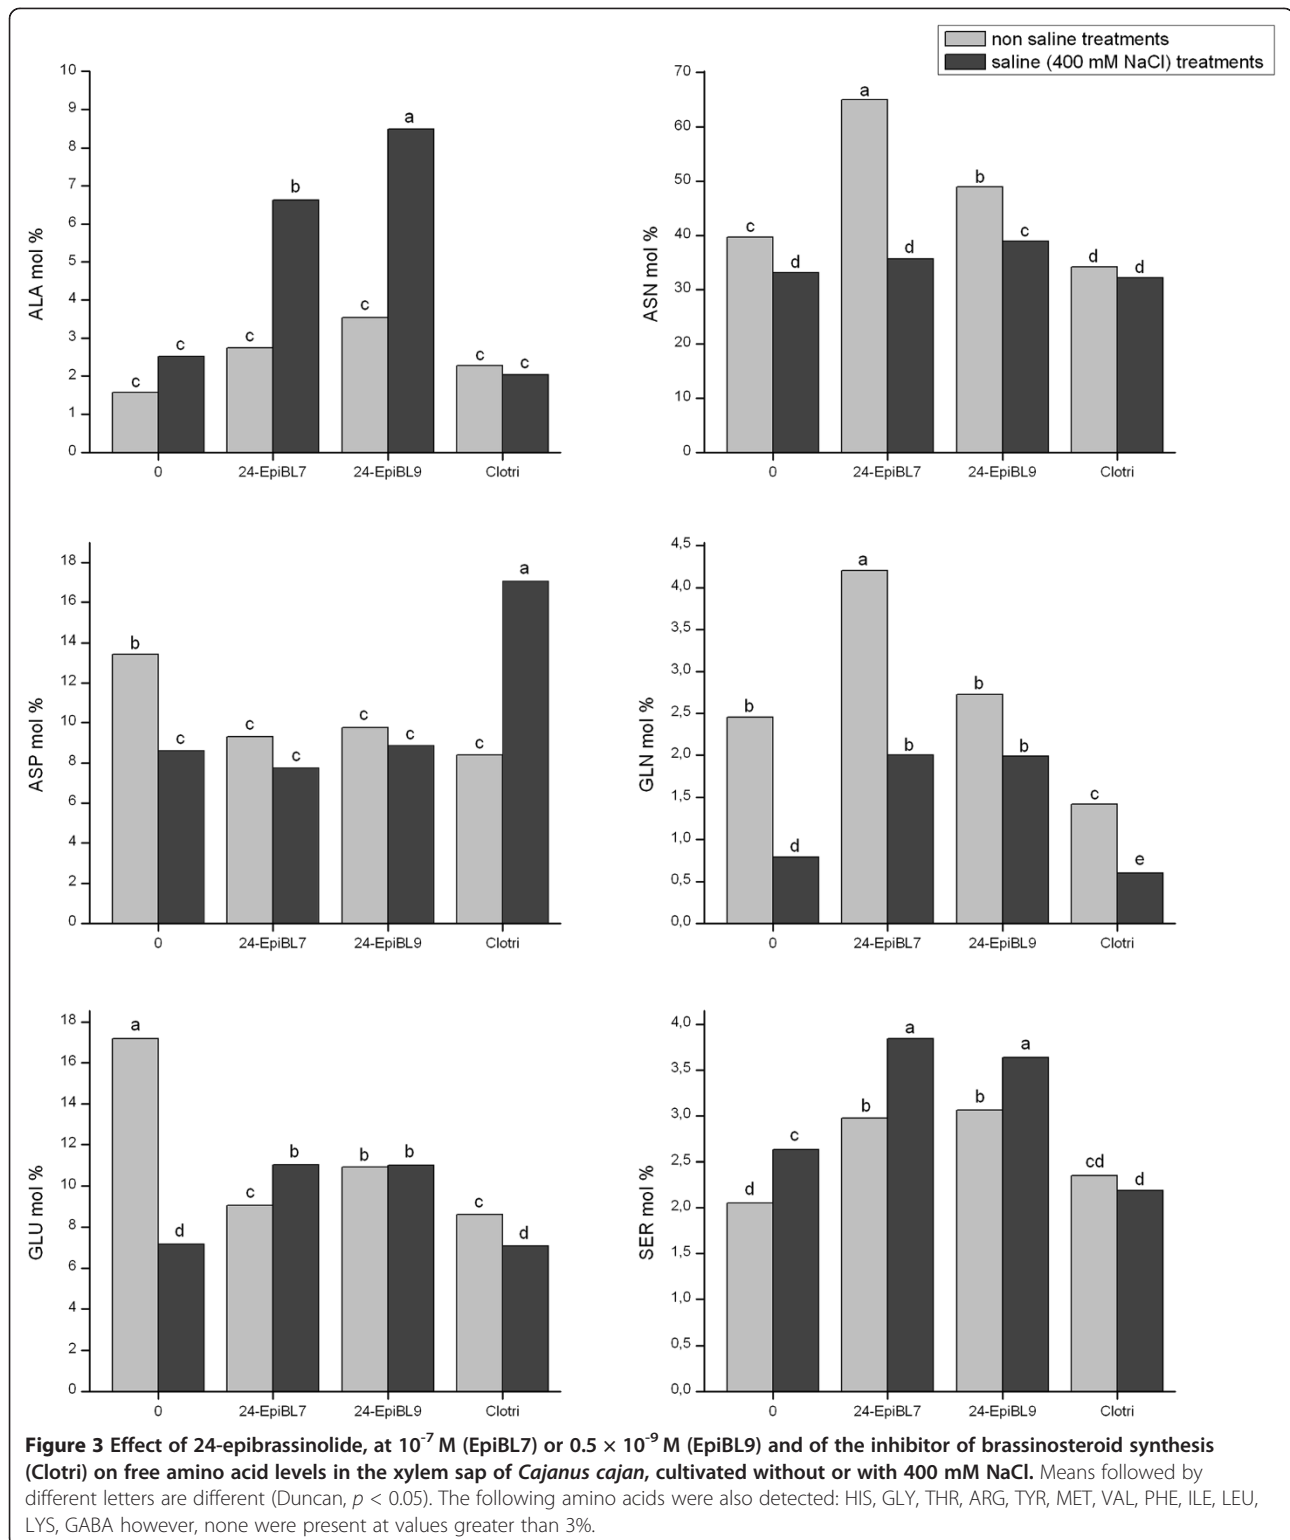 non saline treatments
saline (400 mM NaCl) treatments
ALA mol %
10
9
8
7
6
5
4
3
2
1
0
c
c
c
b
c
a
c
c
0
24-EpiBL7
24-EpiBL9
Clotri
ASN mol %
70
60
50
40
30
20
10
0
c
d
a
d
b
c
d
d
0
24-EpiBL7
24-EpiBL9
Clotri
ASP mol %
18
16
14
12
10
8
6
4
2
0
b
c
c
c
c
c
c
a
0
24-EpiBL7
24-EpiBL9
Clotri
GLN mol %
4,5
4,0
3,5
3,0
2,5
2,0
1,5
1,0
0,5
0,0
b
d
a
b
b
b
c
e
0
24-EpiBL7
24-EpiBL9
Clotri
GLU mol %
18
16
14
12
10
8
6
4
2
0
a
d
c
b
b
b
c
d
0
24-EpiBL7
24-EpiBL9
Clotri
SER mol %
4,0
3,5
3,0
2,5
2,0
1,5
1,0
0,5
0,0
d
c
b
a
b
a
cd
d
0
24-EpiBL7
24-EpiBL9
Clotri
Figure 3 Effect of 24-epibrassinolide, at 10⁻⁷ M (EpiBL7) or 0.5 × 10⁻⁹ M (EpiBL9) and of the inhibitor of brassinosteroid synthesis
(Clotri) on free amino acid levels in the xylem sap of Cajanus cajan, cultivated without or with 400 mM NaCl. Means followed by
different letters are different (Duncan, p < 0.05). The following amino acids were also detected: HIS, GLY, THR, ARG, TYR, MET, VAL, PHE, ILE, LEU,
LYS, GABA however, none were present at values greater than 3%.